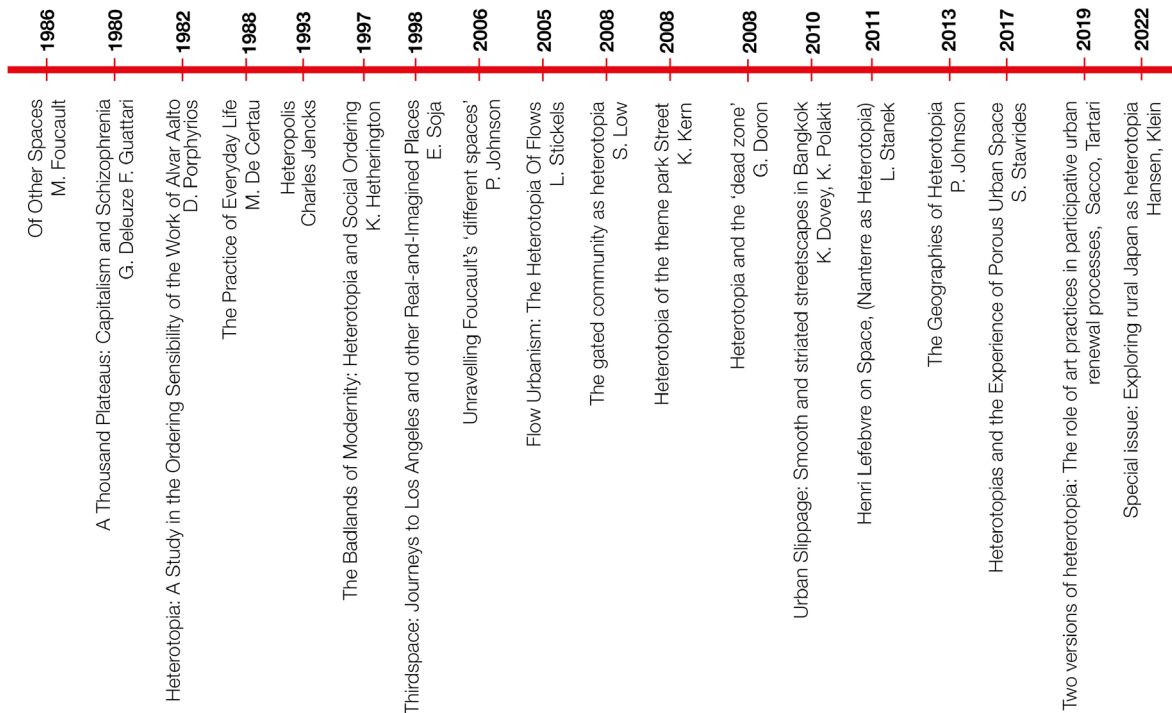 1986
Of Other Spaces
M. Foucault
1980
A Thousand Plateaus: Capitalism and Schizophrenia
G. Deleuze F. Guattari
1982
Heterotopia: A Study in the Ordering Sensibility of the Work of Alvar Aalto
D. Porphyrios
1988
The Practice of Everyday Life
M. De Certau
1993
Heteropolis
Charles Jencks
1997
The Badlands of Modernity: Heterotopia and Social Ordering
K. Hetherington
1998
Thirdspace: Journeys to Los Angeles and other Real-and-Imagined Places
E. Soja
2006
Unravelling Foucault's ‘different spaces’
P. Johnson
2005
Flow Urbanism: The Heterotopia Of Flows
L. Stickels
2008
The gated community as heterotopia
S. Low
2008
Heterotopia of the theme park Street
K. Kern
2008
Heterotopia and the ‘dead zone’
G. Doron
2010
Urban Slippage: Smooth and striated streetscapes in Bangkok
K. Dovey, K. Polakit
2011
Henri Lefebvre on Space, (Nanterre as Heterotopia)
L. Stanek
2013
The Geographies of Heterotopia
P. Johnson
2017
Heterotopias and the Experience of Porous Urban Space
S. Stavrides
2019
Two versions of heterotopia: The role of art practices in participative urban
renewal processes, Sacco, Tartari
2022
Special issue: Exploring rural Japan as heterotopia
Hansen, Klein